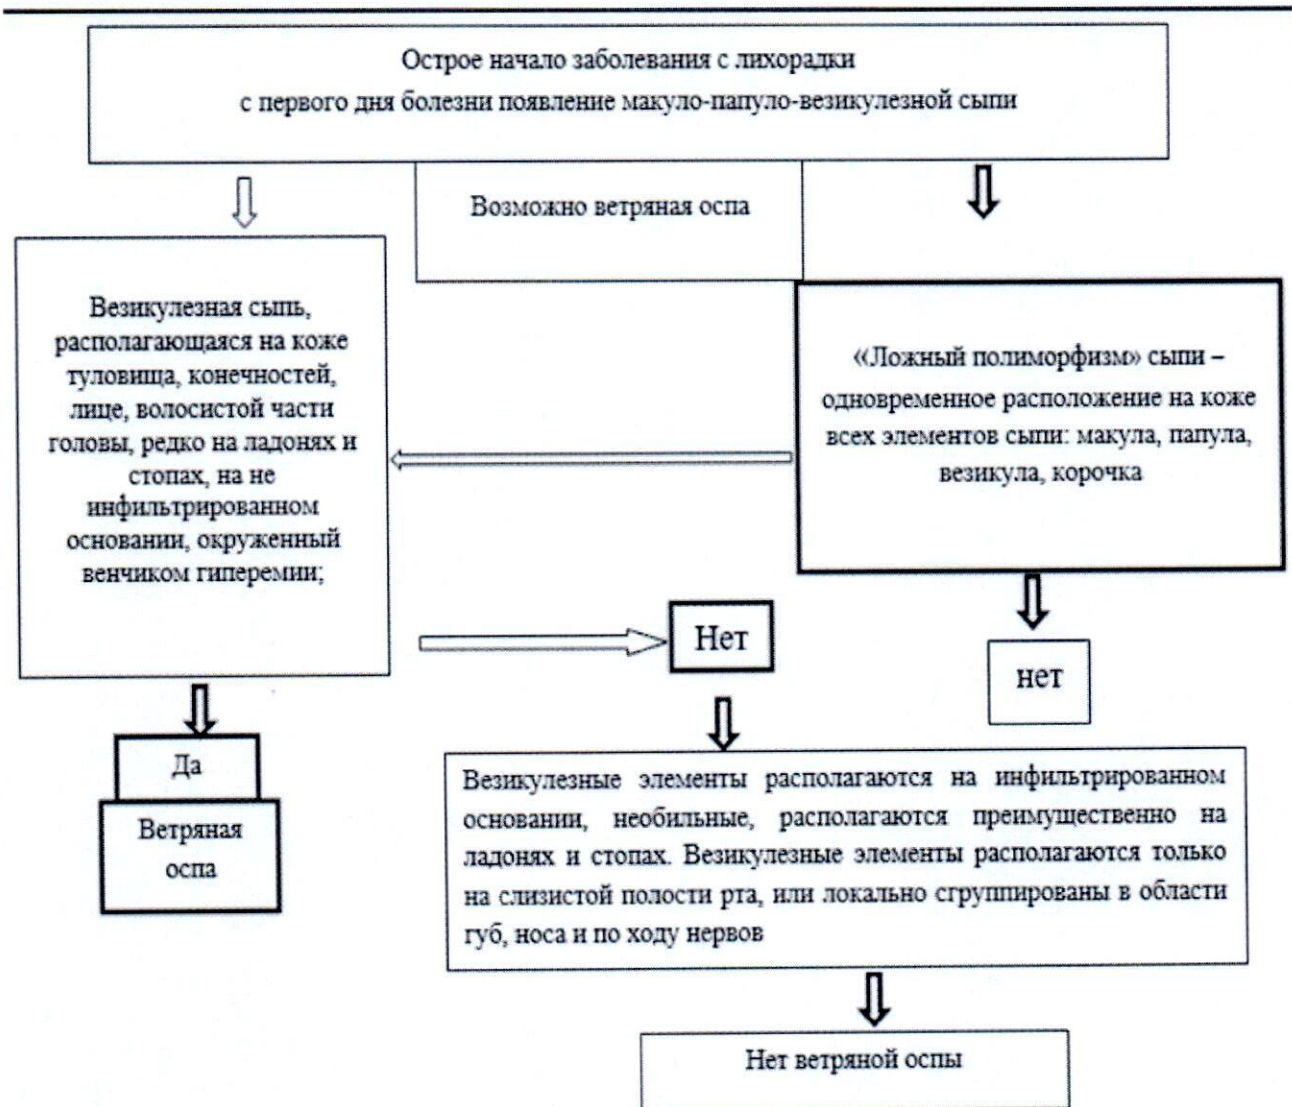 Острое начало заболевания с лихорадки
с первого дня болезни появление макуло-папуло-везикулезной сыпи
Возможно ветряная оспа
Везикулезная сыпь,
располагающаяся на коже
туловища, конечностей,
лице, волосистой части
головы, редко на ладонях и
стопах, на не
инфильтрированном
основании, окруженный
венчиком гиперемии;
«Ложный полиморфизм» сыпи –
одновременное расположение на коже
всех элементов сыпи: макула, папула,
везикула, корочка
Нет
нет
Да
Ветряная
оспа
Везикулезные элементы располагаются на инфильтрированном
основании, необильные, располагаются преимущественно на
ладонях и стопах. Везикулезные элементы располагаются только
на слизистой полости рта, или локально сгруппированы в области
губ, носа и по ходу нервов
Нет ветряной оспы